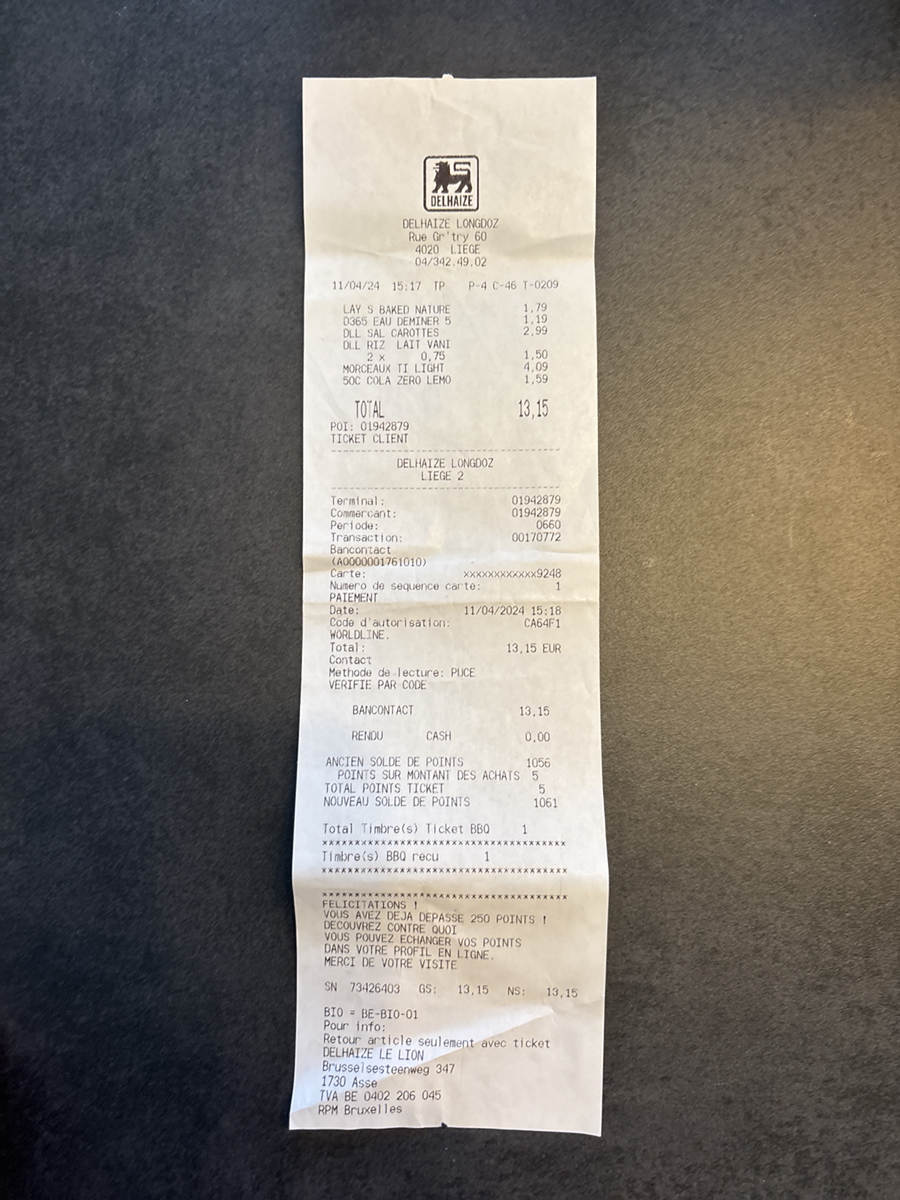 DELHAIZE
DELHAIZE LONGDOZ
Rue Gr'try 60
4020 LIEGE
04/342.49.02
11/04/24 15:17 TP P-4 C-46 T-0209
LAY S BAKED NATURE 1,79
0365 EAU DEMINER 5 1,19
DLL SAL CAROTTES 2,99
DLL RIZ LAIT VANI
2 x 0,75 1,50
MORCEAUX TI LIGHT 4,09
50C COLA ZERO LEMO 1,59
TOTAL 13,15
POI: 01942879
TICKET CLIENT
DELHAIZE LONGDOZ
LIEGE 2
Terminal: 01942879
Commercant: 01942879
Periode: 0660
Transaction: 00170772
Bancontact
(A0000001761010)
Carte: xxxxxxxxxxxx9248
Numero de sequence carte: 1
PAIEMENT
Date: 11/04/2024 15:18
Code d'autorisation: CA64F1
WORLDLINE.
Total: 13,15 EUR
Contact
Methode de lecture: PUCE
VERIFIE PAR CODE
BANCONTACT 13,15
RENDU CASH 0,00
ANCIEN SOLDE DE POINTS 1056
POINTS SUR MONTANT DES ACHATS 5
TOTAL POINTS TICKET 5
NOUVEAU SOLDE DE POINTS 1061
Total Timbre(s) Ticket BBQ 1
xxxxxxxxxxxxxxxxxxxxxxxxxxxxxxxxxxx
Timbre(s) BBQ recu 1
xxxxxxxxxxxxxxxxxxxxxxxxxxxxxxxxxxx
xxxxxxxxxxxxxxxxxxxxxxxxxxxxxxxxxxx
FELICITATIONS !
VOUS AVEZ DEJA DEPASSE 250 POINTS !
DECOUVREZ CONTRE QUOI
VOUS POUVEZ ECHANGER VOS POINTS
DANS VOTRE PROFIL EN LIGNE.
MERCI DE VOTRE VISITE
SN 73426403 GS: 13,15 NS: 13,15
BIO = BE-BIO-01
Pour info:
Retour article seulement avec ticket
DELHAIZE LE LION
Brusselsesteenweg 347
1730 Asse
TVA BE 0402 206 045
RPM Bruxelles